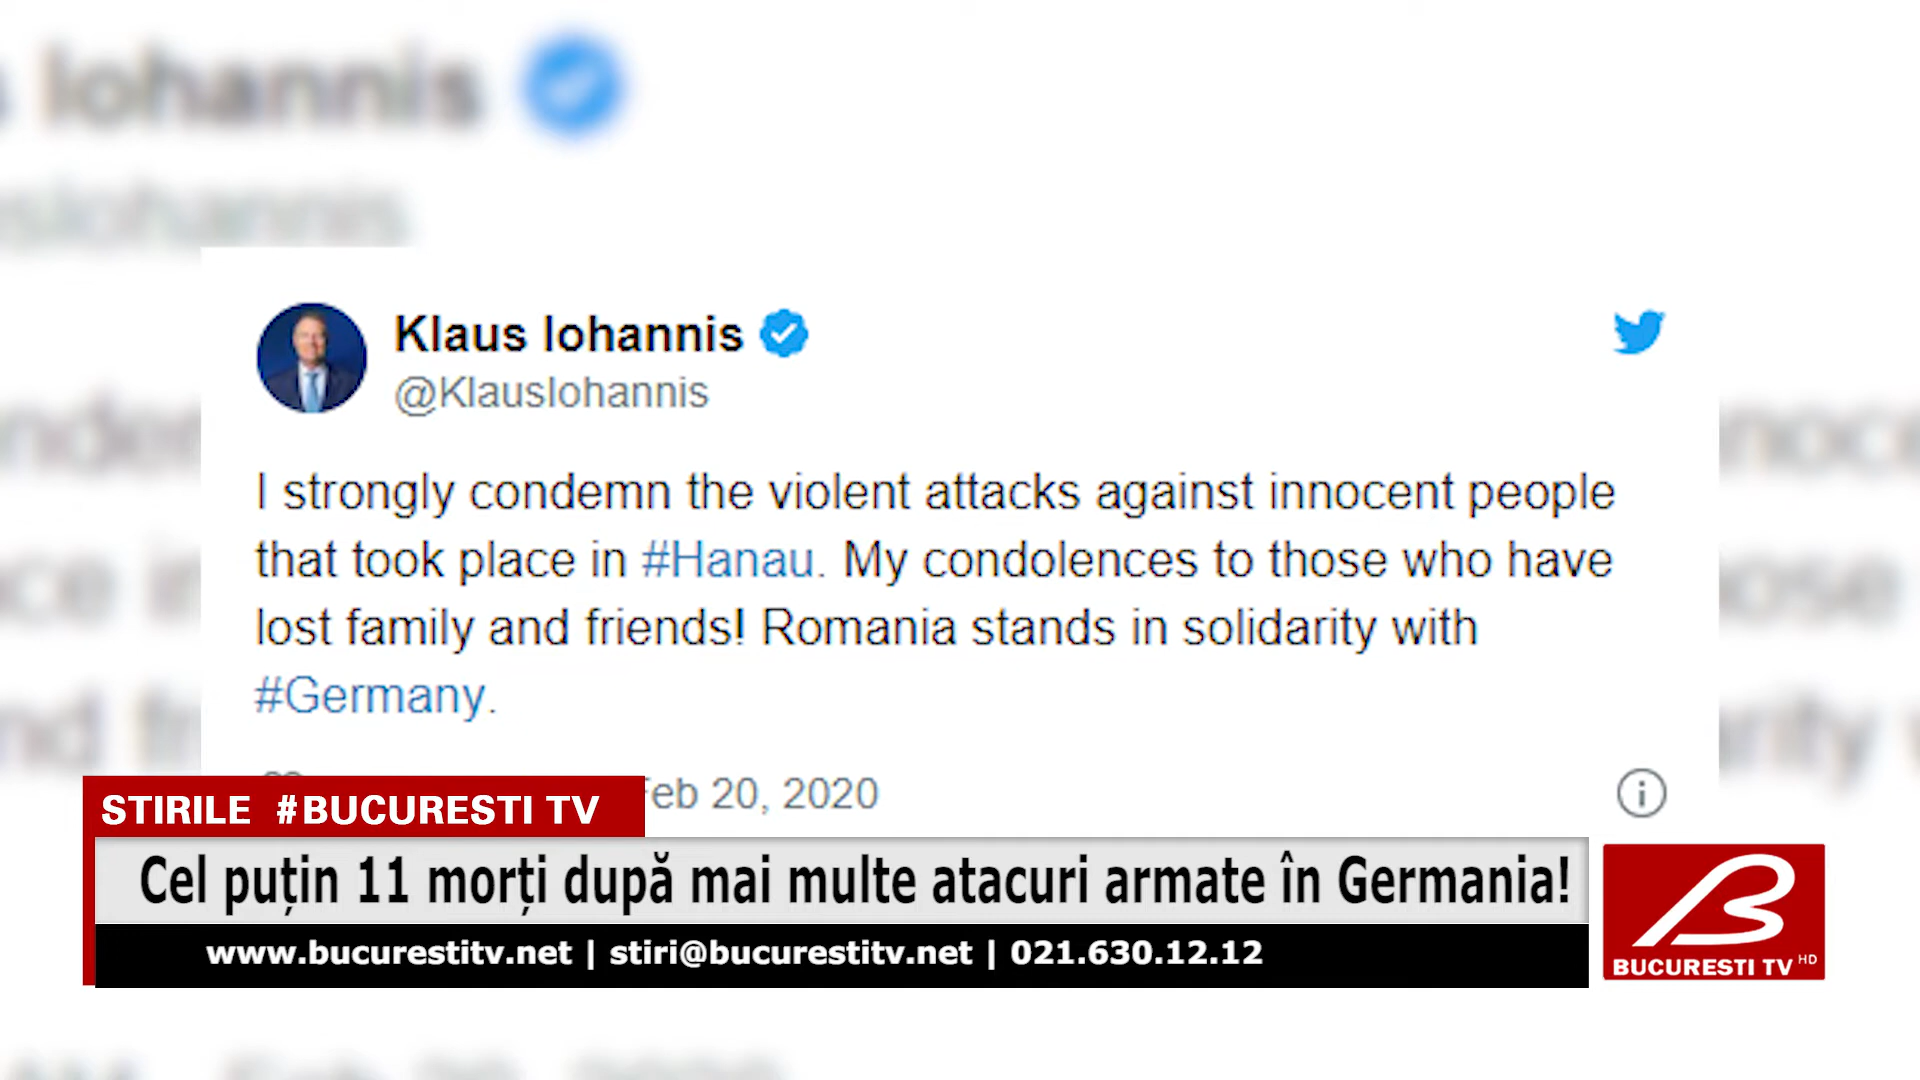 Iohannis
Klaus Iohannis
@KlausIohannis
I strongly condemn the violent attacks against innocent people
that took place in #Hanau. My condolences to those who have
lost family and friends! Romania stands in solidarity with
#Germany.
Feb 20, 2020
STIRILE #BUCURESTI TV
Cel puțin 11 morți după mai multe atacuri armate în Germania!
www.bucurestitv.net | stiri@bucurestitv.net | 021.630.12.12
BUCURESTI TV HD